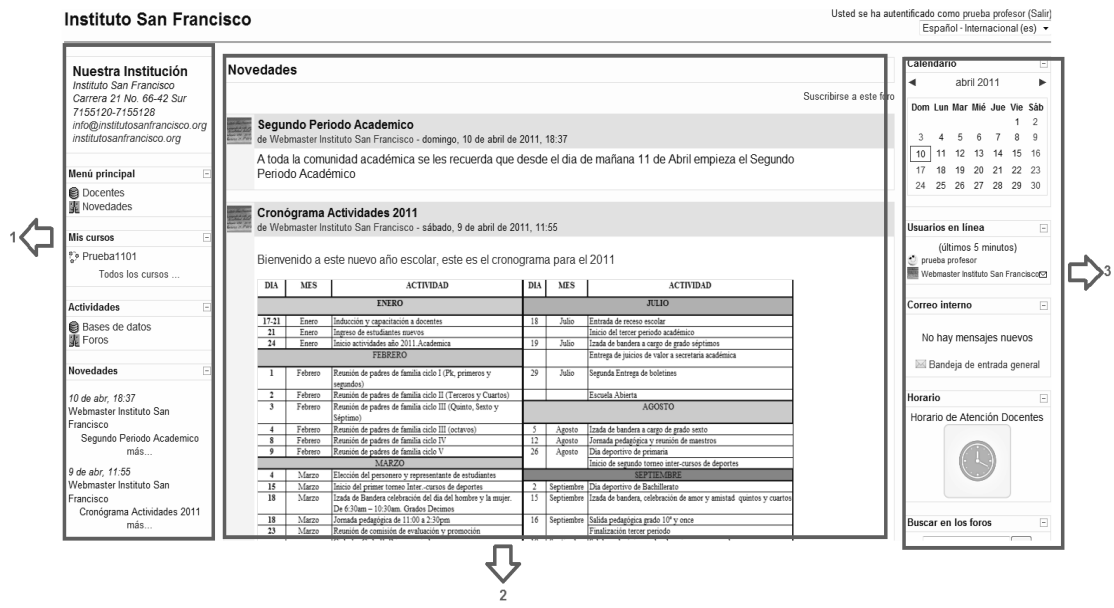 Instituto San Francisco
Usted se ha autentificado como prueba profesor (Salir)
Español - Internacional (es)
Nuestra Institución
Instituto San Francisco
Carrera 21 No. 66-42 Sur
7155120-7155128
info@institutosanfrancisco.org
institutosanfrancisco.org
Menú principal
Docentes
Novedades
Mis cursos
Prueba1101
Todos los cursos ...
Actividades
Bases de datos
Foros
Novedades
10 de abr, 18:37
Webmaster Instituto San
Francisco
Segundo Periodo Academico
más...
9 de abr, 11:55
Webmaster Instituto San
Francisco
Cronógrama Actividades 2011
más...
1
Novedades
Suscribirse a este foro
Segundo Periodo Academico
de Webmaster Instituto San Francisco - domingo, 10 de abril de 2011, 18:37
A toda la comunidad académica se les recuerda que desde el dia de mañana 11 de Abril empieza el Segundo
Periodo Académico
Cronógrama Actividades 2011
de Webmaster Instituto San Francisco - sábado, 9 de abril de 2011, 11:55
Bienvenido a este nuevo año escolar, este es el cronograma para el 2011
DIA MES ACTIVIDAD
ENERO
17-21 Enero Inducción y capacitación a docentes
21 Enero Ingreso de estudiantes nuevos
24 Enero Inicio actividades año 2011.Academica
FEBRERO
1 Febrero Reunión de padres de familia ciclo I (Pk, primeros y
segundos)
2 Febrero Reunión de padres de familia ciclo II (Terceros y Cuartos)
3 Febrero Reunión de padres de familia ciclo III (Quinto, Sexto y
Séptimo)
4 Febrero Reunión de padres de familia ciclo III (octavos)
8 Febrero Reunión de padres de familia ciclo IV
9 Febrero Reunión de padres de familia ciclo V
MARZO
4 Marzo Elección del personero y representante de estudiantes
15 Marzo Inicio del primer torneo Inter.-cursos de deportes
18 Marzo Izada de Bandera celebración del dia del hombre y la mujer.
De 6:30am – 10:30am. Grados Decimos
18 Marzo Jornada pedagógica de 11:00 a 2:30pm
23 Marzo Reunión de comisión de evaluación y promoción
DIA MES ACTIVIDAD
JULIO
18 Julio Entrada de receso escolar
Inicio del tercer periodo académico
19 Julio Izada de bandera a cargo de grado séptimos
Entrega de juicios de valor a secretaria académica
29 Julio Segunda Entrega de boletines
Escuela Abierta
AGOSTO
5 Agosto Izada de bandera a cargo de grado sexto
12 Agosto Jornada pedagógica y reunión de maestros
26 Agosto Dia deportivo de primaria
Inicio de segundo torneo inter-cursos de deportes
SEPTIEMBRE
2 Septiembre Dia deportivo de Bachillerato
15 Septiembre Izada de bandera, celebración de amor y amistad quintos y cuartos
16 Septiembre Salida pedagógica grado 10º y once
Finalización tercer periodo
2
Calendario
abril 2011
Dom Lun Mar Mié Jue Vie Sáb
1 2
3 4 5 6 7 8 9
10 11 12 13 14 15 16
17 18 19 20 21 22 23
24 25 26 27 28 29 30
Usuarios en línea
(últimos 5 minutos)
prueba profesor
Webmaster Instituto San Francisco
Correo interno
No hay mensajes nuevos
Bandeja de entrada general
Horario
Horario de Atención Docentes
Buscar en los foros
3